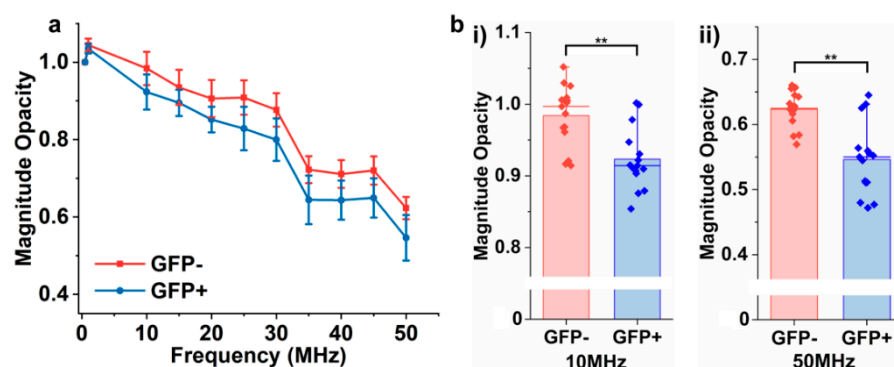 a
Magnitude Opacity
1.0
0.8
0.6
0.4
GFP-
GFP+
0
10
20
30
40
50
Frequency (MHz)
b
i)
Magnitude Opacity
1.1
1.0
0.9
0.8
0
**
GFP- GFP+
10MHz
ii)
Magnitude Opacity
0.7
0.6
0.5
0.4
0
**
GFP- GFP+
50MHz